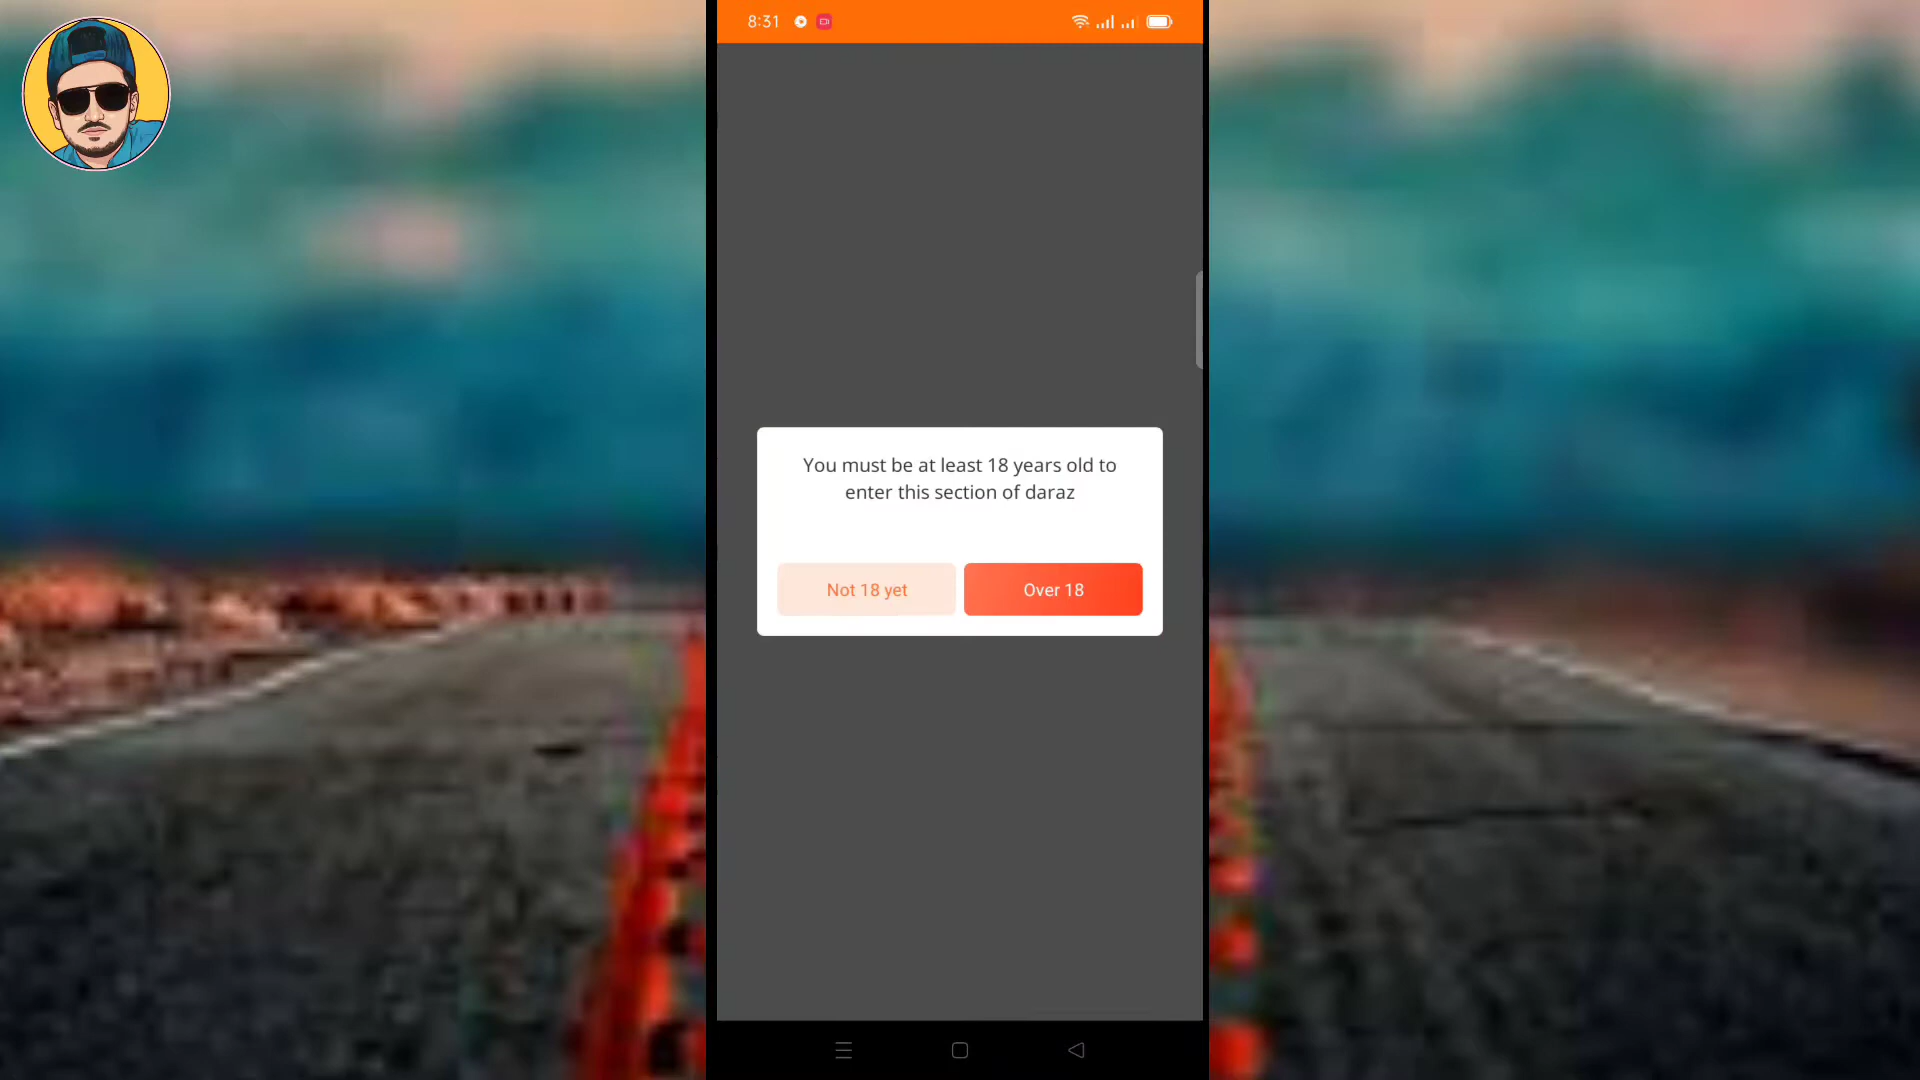 8:31
You must be at least 18 years old to
enter this section of daraz
Not 18 yet
Over 18